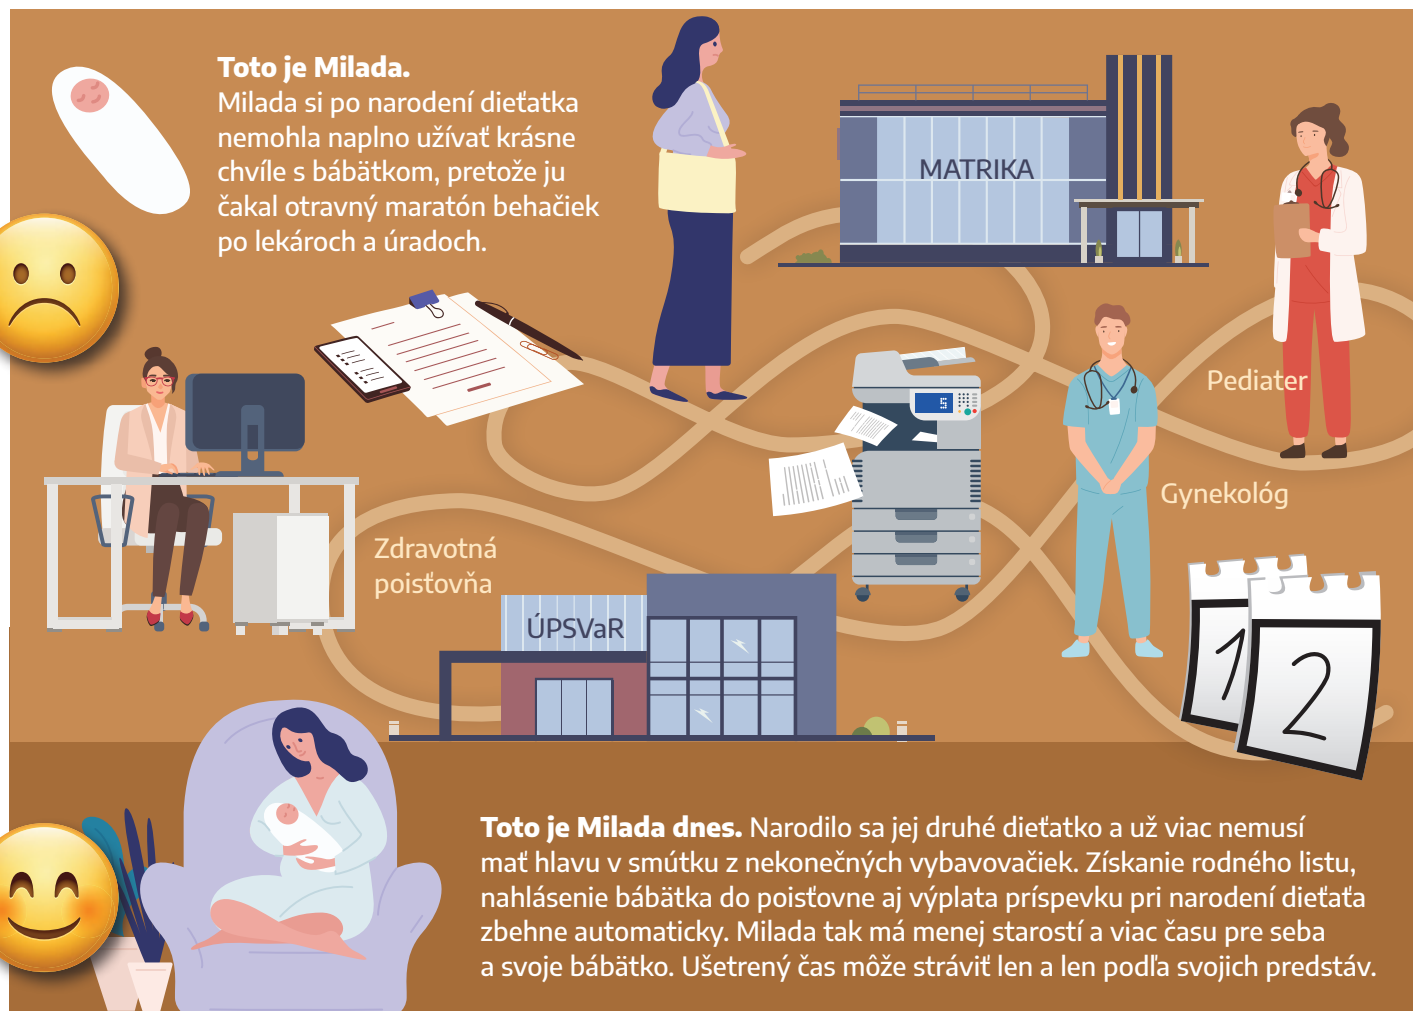 Toto je Milada.
Milada si po narodení dieťatka
nemohla naplno užívať krásne
chvíle s bábätkom, pretože ju
čakal otravný maratón behačiek
po lekároch a úradoch.
MATRIKA
Pediater
Gynekológ
Zdravotná
poisťovňa
ÚPSVaR
1
2
Toto je Milada dnes. Narodilo sa jej druhé dieťatko a už viac nemusí
mať hlavu v smútku z nekonečných vybavovačiek. Získanie rodného listu,
nahlásenie bábätka do poisťovne aj výplata príspevku pri narodení dieťaťa
zbehne automaticky. Milada tak má menej starostí a viac času pre seba
a svoje bábätko. Ušetrený čas môže stráviť len a len podľa svojich predstáv.